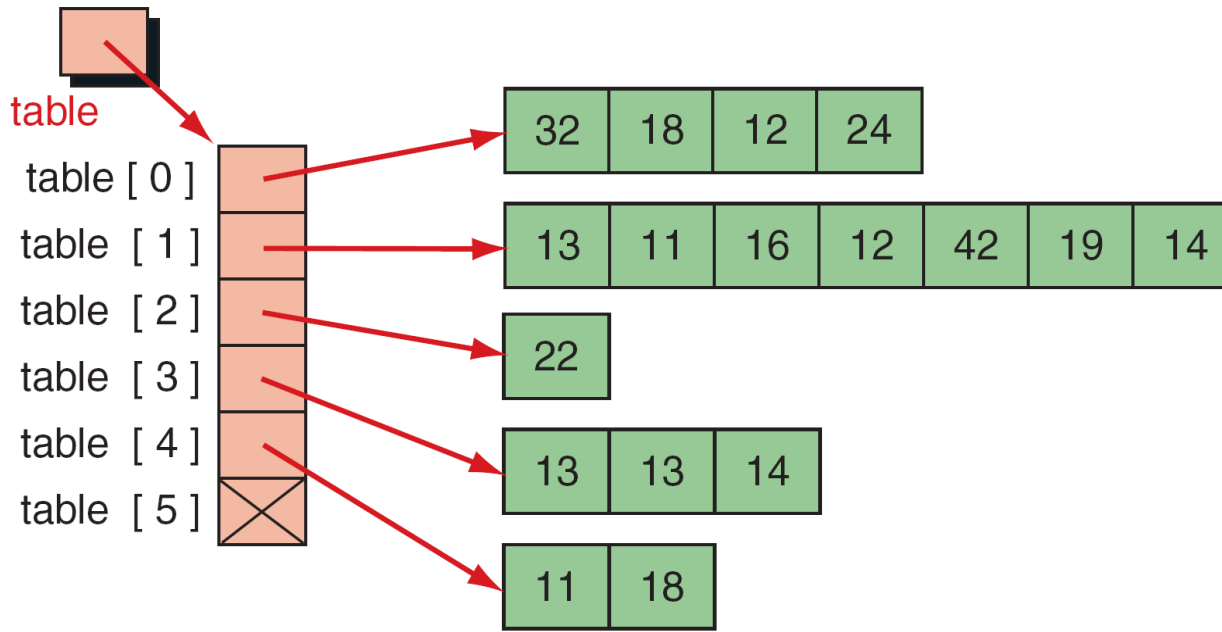 table
table [ 0 ]
32 18 12 24
table [ 1 ]
13 11 16 12 42 19 14
table [ 2 ]
22
table [ 3 ]
13 13 14
table [ 4 ]
11 18
table [ 5 ]